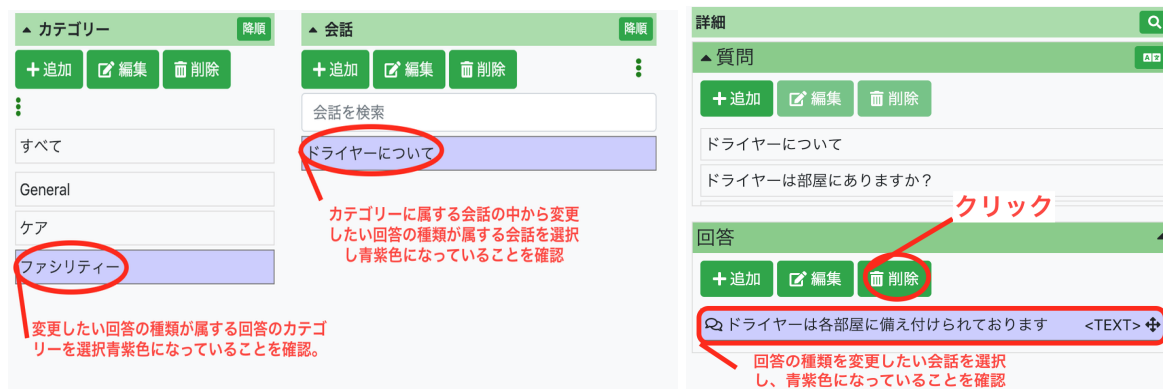 ▲ カテゴリー 降順
+追加 編集 削除
すべて
General
ケア
ファシリティー
変更したい回答の種類が属する回答のカテゴ
リーを選択青紫色になっていることを確認。
▲ 会話 降順
+追加 編集 削除
会話を検索
ドライヤーについて
カテゴリーに属する会話の中から変更
したい回答の種類が属する会話を選択
し青紫色になっていることを確認
詳細
▲ 質問
+追加 編集 削除
ドライヤーについて
ドライヤーは部屋にありますか？
クリック
回答
+追加 編集 削除
ドライヤーは各部屋に備え付けられております <TEXT>
回答の種類を変更したい会話を選択
し、青紫色になっていることを確認